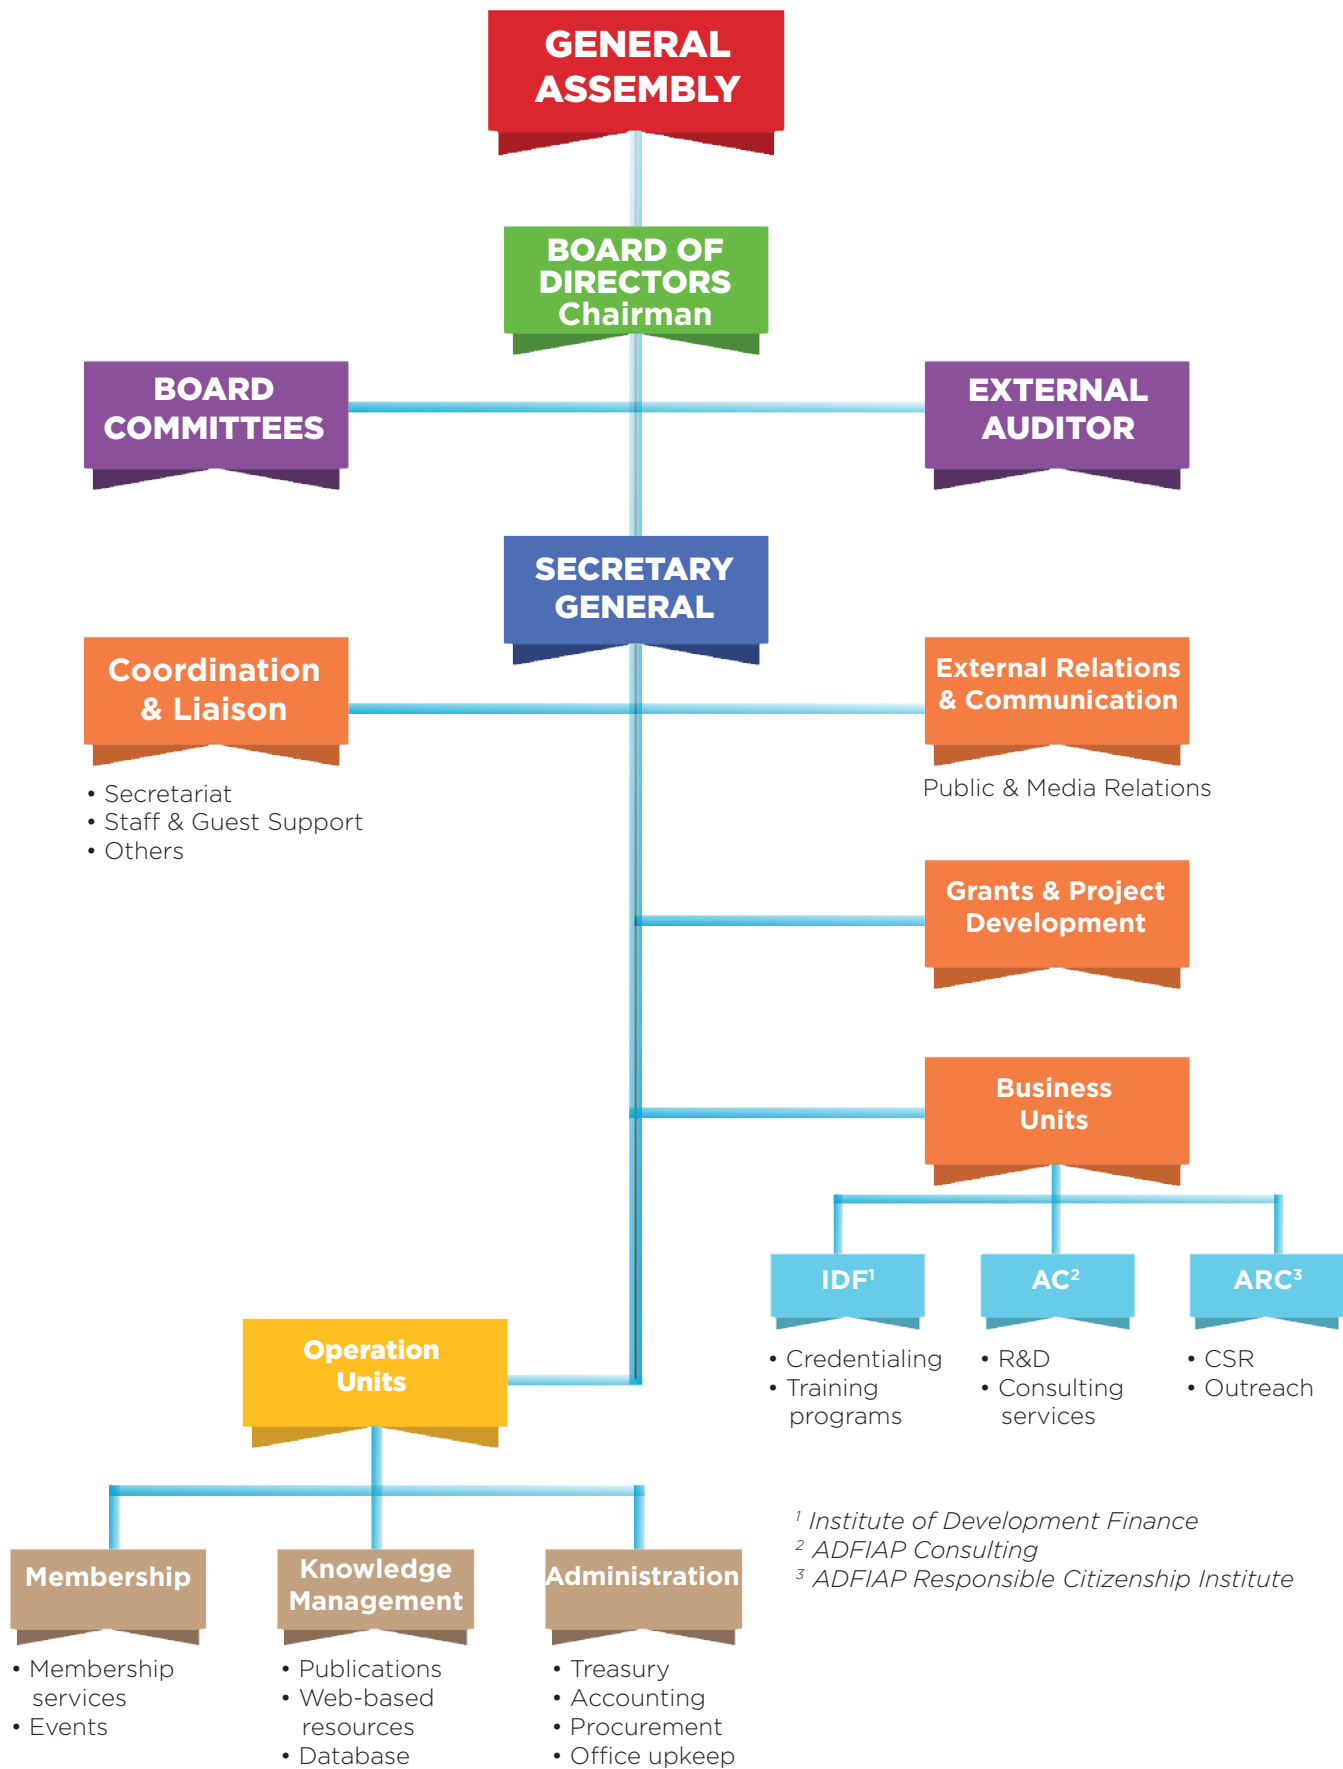 GENERAL
ASSEMBLY
BOARD OF
DIRECTORS
Chairman
BOARD
COMMITTEES
EXTERNAL
AUDITOR
SECRETARY
GENERAL
Coordination
& Liaison
• Secretariat
• Staff & Guest Support
• Others
External Relations
& Communication
Public & Media Relations
Grants & Project
Development
Business
Units
IDF¹
• Credentialing
• Training
programs
AC²
• R&D
• Consulting
services
ARC³
• CSR
• Outreach
Operation
Units
Membership
• Membership
services
• Events
Knowledge
Management
• Publications
• Web-based
resources
• Database
Administration
• Treasury
• Accounting
• Procurement
• Office upkeep
¹ Institute of Development Finance
² ADFIAP Consulting
³ ADFIAP Responsible Citizenship Institute